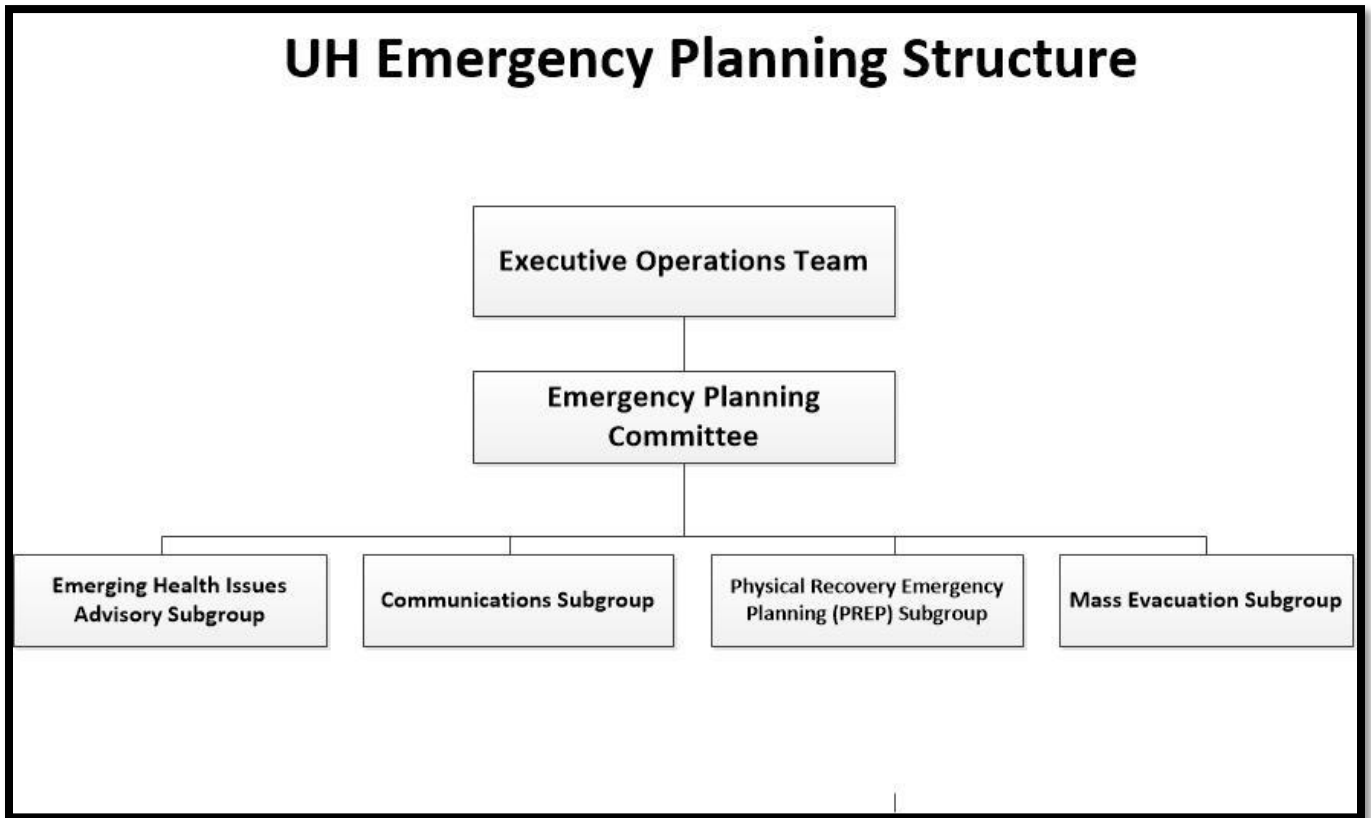 UH Emergency Planning Structure
Executive Operations Team
Emergency Planning
Committee
Emerging Health Issues
Advisory Subgroup
Communications Subgroup
Physical Recovery Emergency
Planning (PREP) Subgroup
Mass Evacuation Subgroup